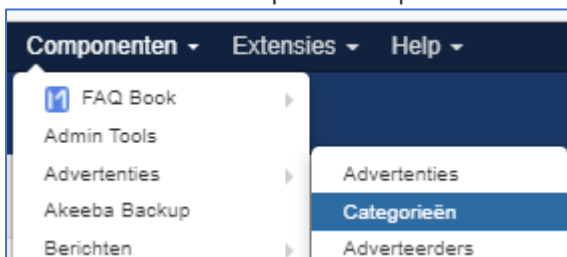 Componenten Extensies Help
FAQ Book
Admin Tools
Advertenties
Advertenties
Akeeba Backup
Categorieën
Berichten
Adverteerders